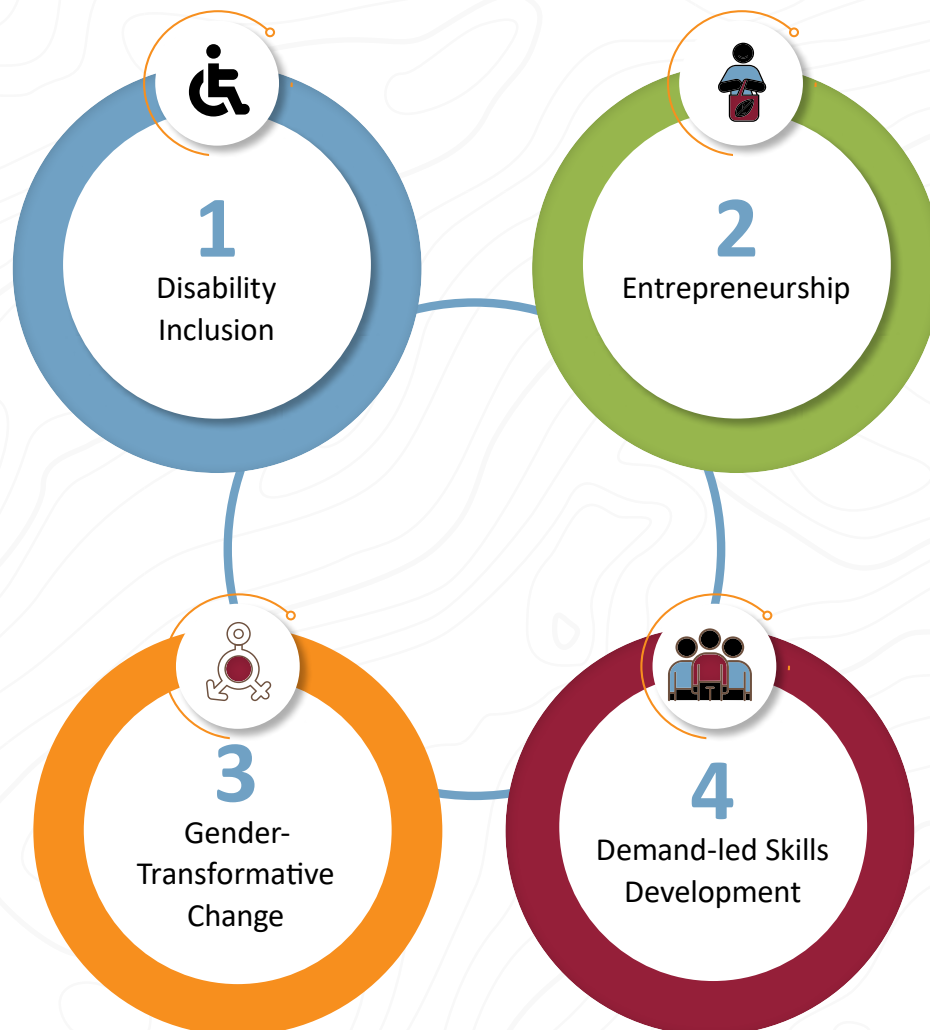 1
Disability
Inclusion
2
Entrepreneurship
3
Gender-
Transformative
Change
4
Demand-led Skills
Development